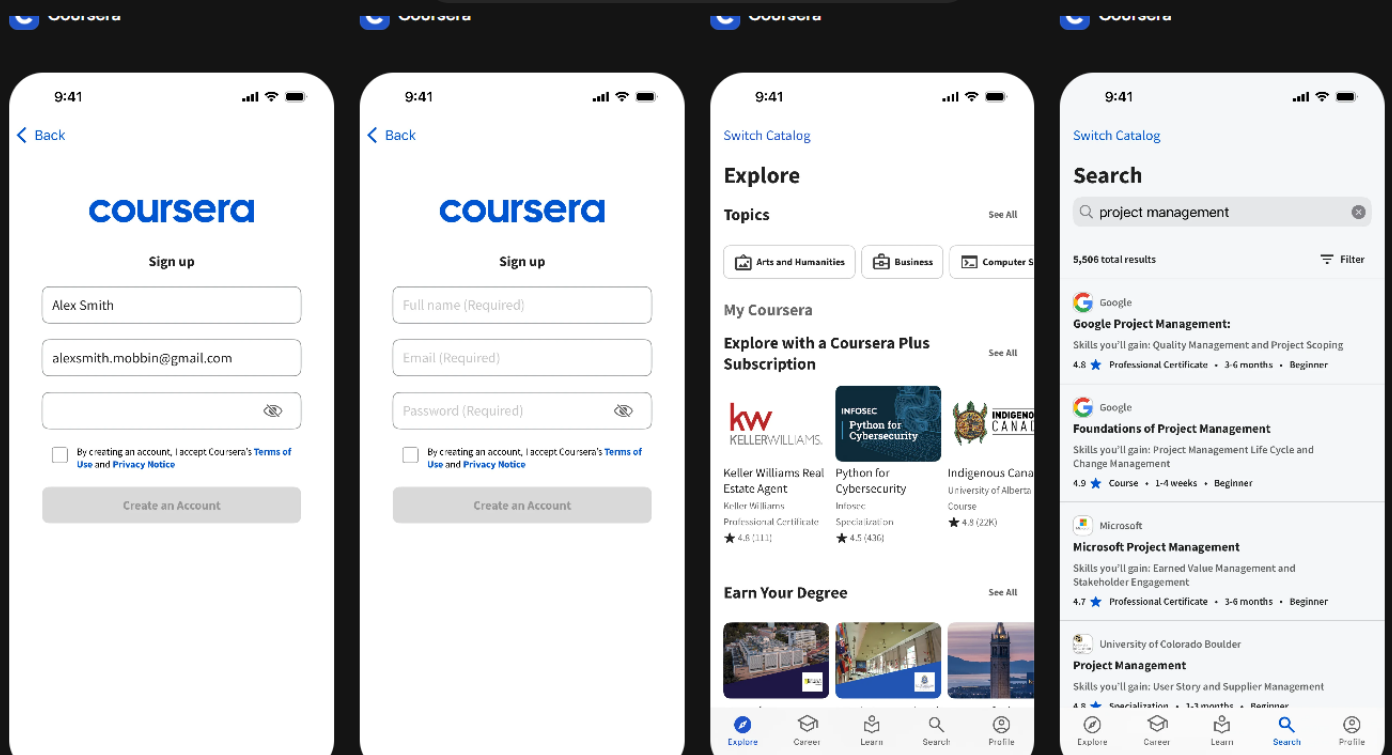 Coursera
Coursera
Coursera
Coursera
9:41
Back
coursera
Sign up
Alex Smith
alexsmith.mobbin@gmail.com
By creating an account, I accept Coursera's Terms of
Use and Privacy Notice
Create an Account
9:41
Back
coursera
Sign up
Full name (Required)
Email (Required)
Password (Required)
By creating an account, I accept Coursera's Terms of
Use and Privacy Notice
Create an Account
9:41
Switch Catalog
Explore
Topics
See All
Arts and Humanities
Business
Computer S
My Coursera
Explore with a Coursera Plus
Subscription
See All
kw
KELLERWILLIAMS.
INFOSEC
Python for
Cybersecurity
INDIGENO
CANAD
Keller Williams Real
Estate Agent
Keller Williams
Professional Certificate
4.8 (111)
Python for
Cybersecurity
Infosec
Specialization
4.5 (436)
Indigenous Cana
University of Alberta
Course
4.8 (22K)
Earn Your Degree
See All
Explore
Career
Learn
Search
Profile
9:41
Switch Catalog
Search
project management
5,506 total results
Filter
Google
Google Project Management:
Skills you'll gain: Quality Management and Project Scoping
4.8 Professional Certificate • 3-6 months • Beginner
Google
Foundations of Project Management
Skills you'll gain: Project Management Life Cycle and
Change Management
4.9 Course • 1-4 weeks • Beginner
Microsoft
Microsoft Project Management
Skills you'll gain: Earned Value Management and
Stakeholder Engagement
4.7 Professional Certificate • 3-6 months • Beginner
University of Colorado Boulder
Project Management
Skills you'll gain: User Story and Supplier Management
4.8 Specialization • 1-3 months • Beginner
Explore
Career
Learn
Search
Profile